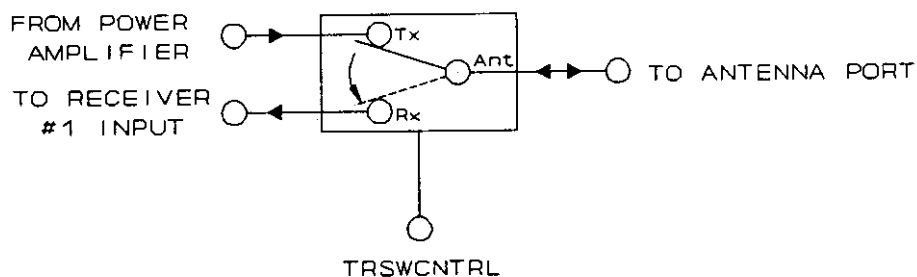 FROM POWER
AMPLIFIER
Tx
Ant
TO ANTENNA PORT
TO RECEIVER
#1 INPUT
Rx
TRSWCNTRL